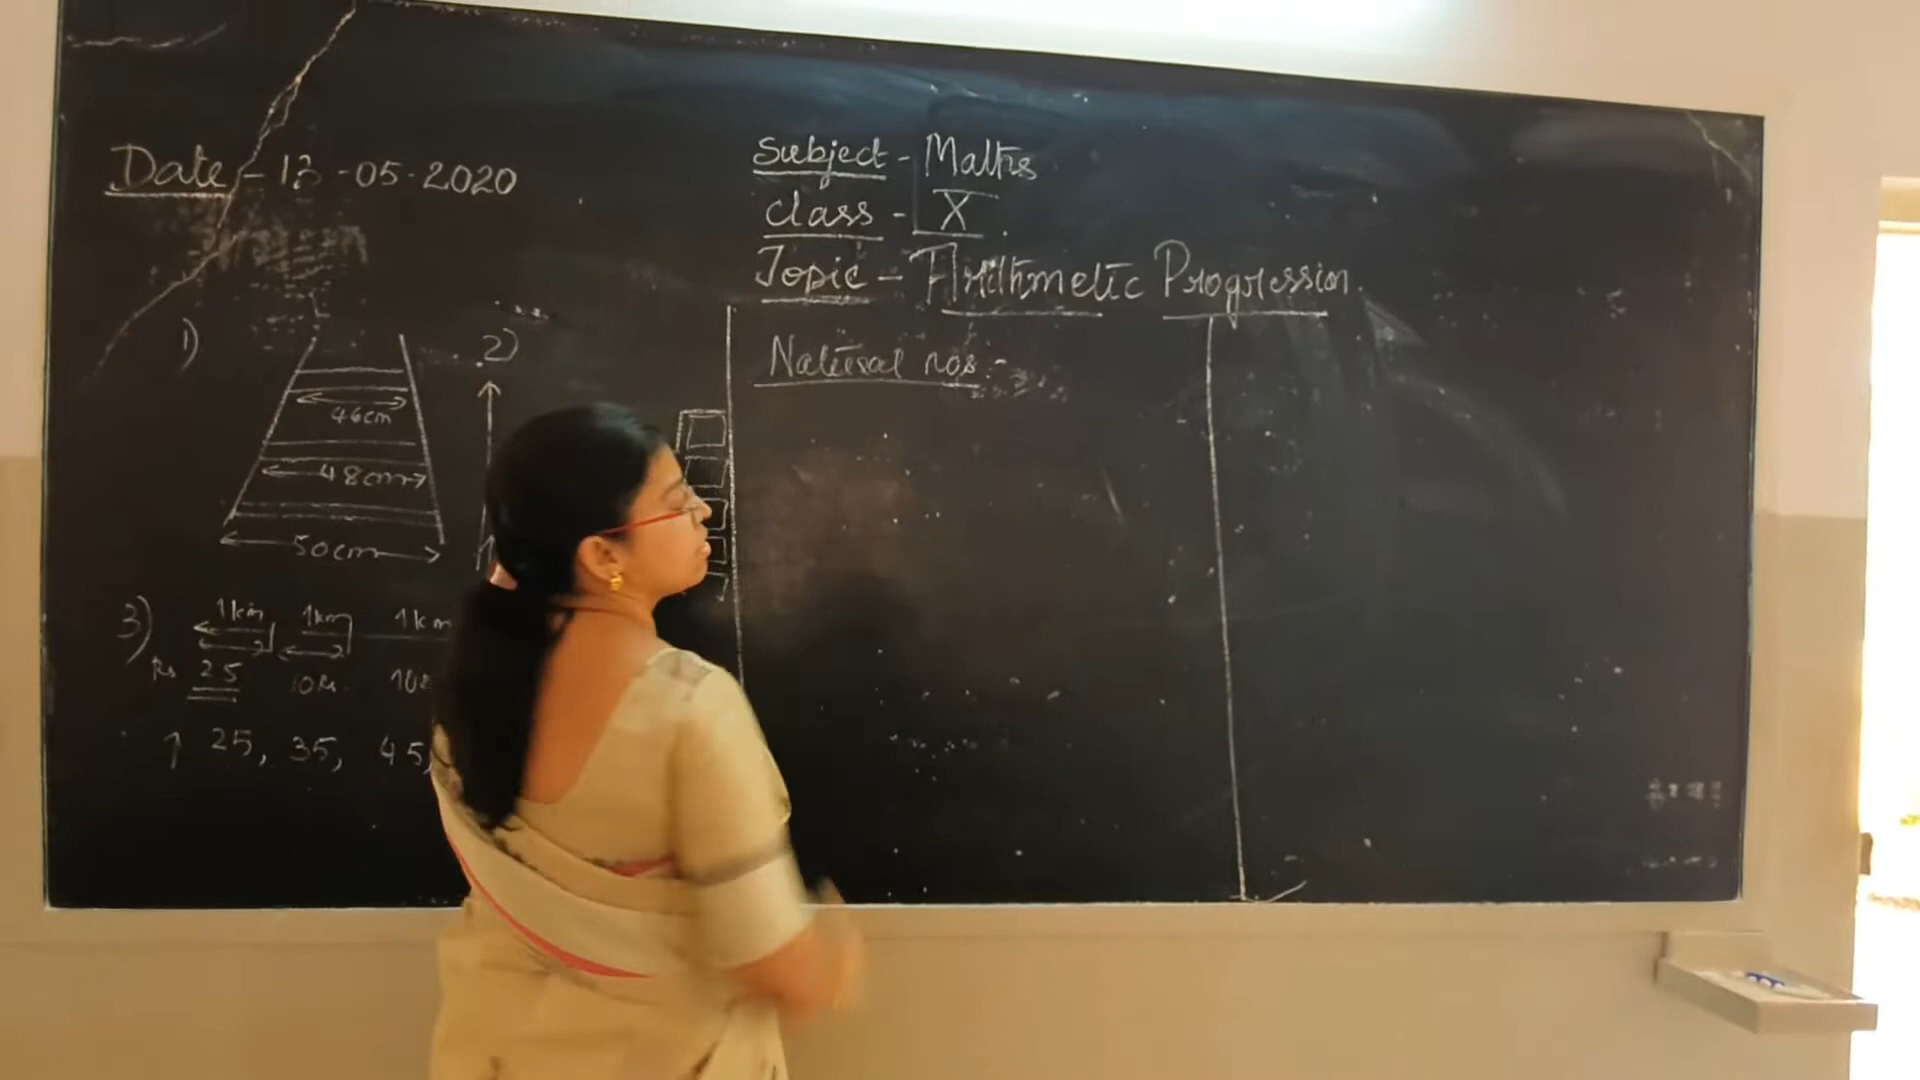 Date - 13-05-2020
Subject - Maths
Class - X
Topic - Arithmetic Progression.
1)
46cm
48cm
50cm
2)
3)
1km 1km 1km
Rs 25 10Rs.
↑ 25, 35, 45,
Natural nos:-